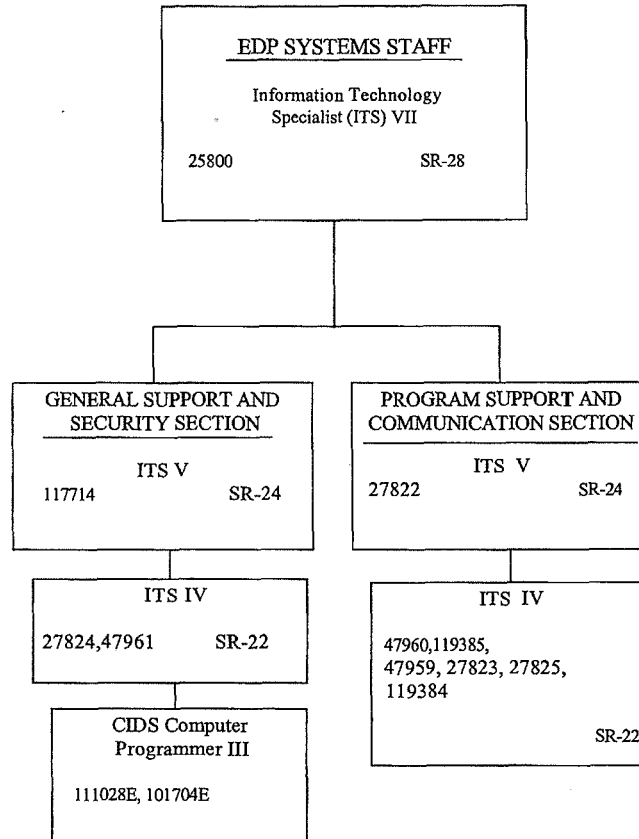 EDP SYSTEMS STAFF
Information Technology
Specialist (ITS) VII
25800 SR-28
GENERAL SUPPORT AND
SECURITY SECTION
ITS V
117714 SR-24
PROGRAM SUPPORT AND
COMMUNICATION SECTION
ITS V
27822 SR-24
ITS IV
27824,47961 SR-22
ITS IV
47960,119385,
47959, 27823, 27825,
119384
SR-22
CIDS Computer
Programmer III
111028E, 101704E